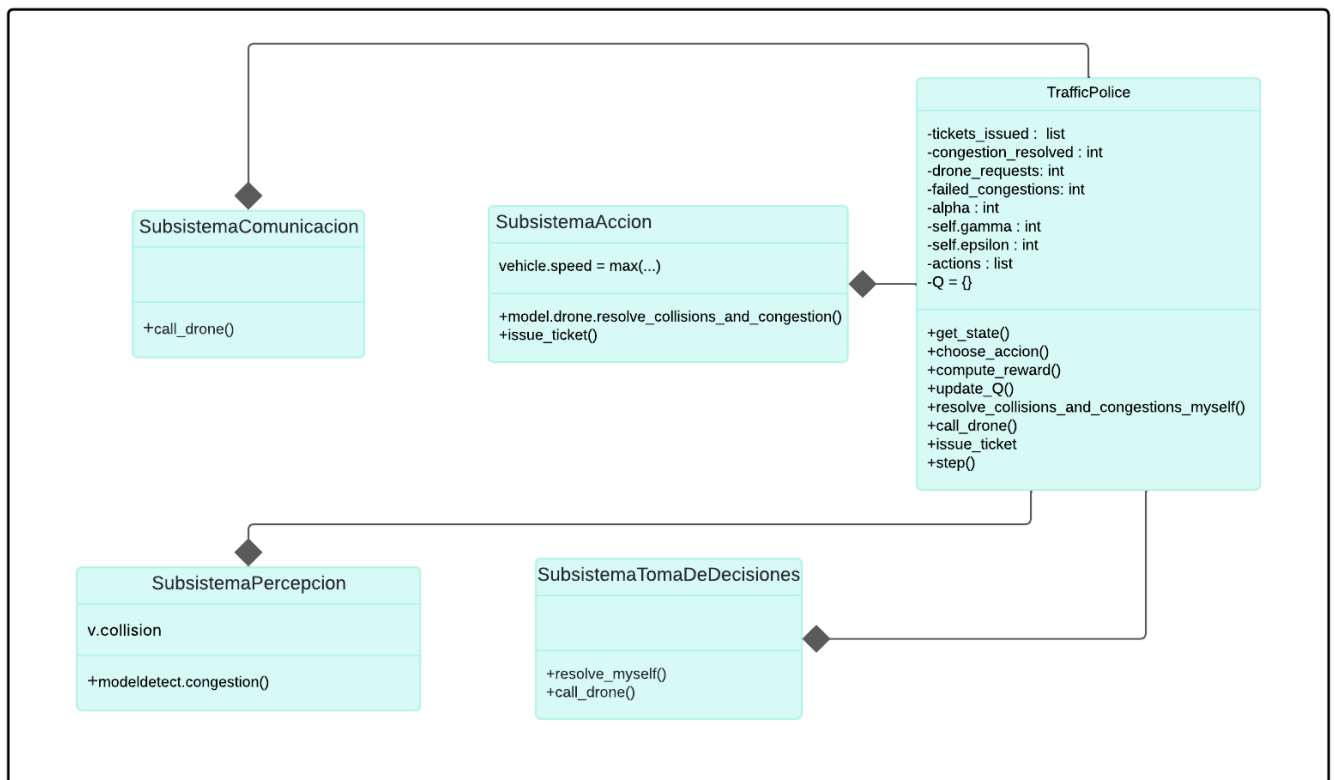 TrafficPolice
-tickets_issued : list
-congestion_resolved : int
-drone_requests: int
-failed_congestions: int
-alpha : int
-self.gamma : int
-self.epsilon : int
-actions : list
-Q = {}
+get_state()
+choose_accion()
+compute_reward()
+update_Q()
+resolve_collisions_and_congestions_myself()
+call_drone()
+issue_ticket
+step()
SubsistemaComunicacion
+call_drone()
SubsistemaAccion
vehicle.speed = max(...)
+model.drone.resolve_collisions_and_congestion()
+issue_ticket()
SubsistemaPercepcion
v.collision
+modeldetect.congestion()
SubsistemaTomaDeDecisiones
+resolve_myself()
+call_drone()